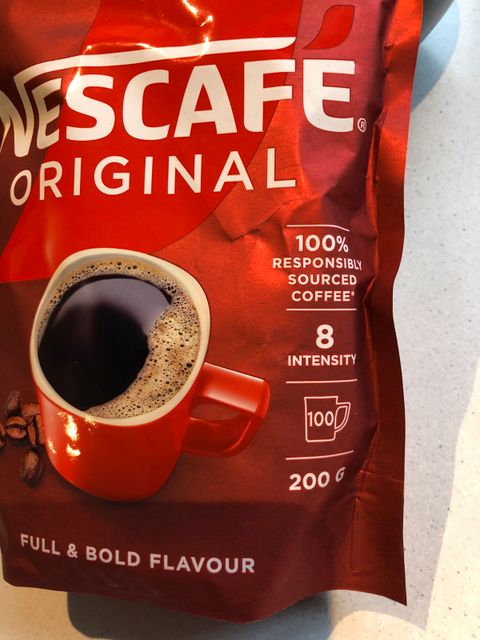 NESCAFÉ®
ORIGINAL
100%
RESPONSIBLY
SOURCED
COFFEE*
8
INTENSITY
100
200 G
FULL & BOLD FLAVOUR